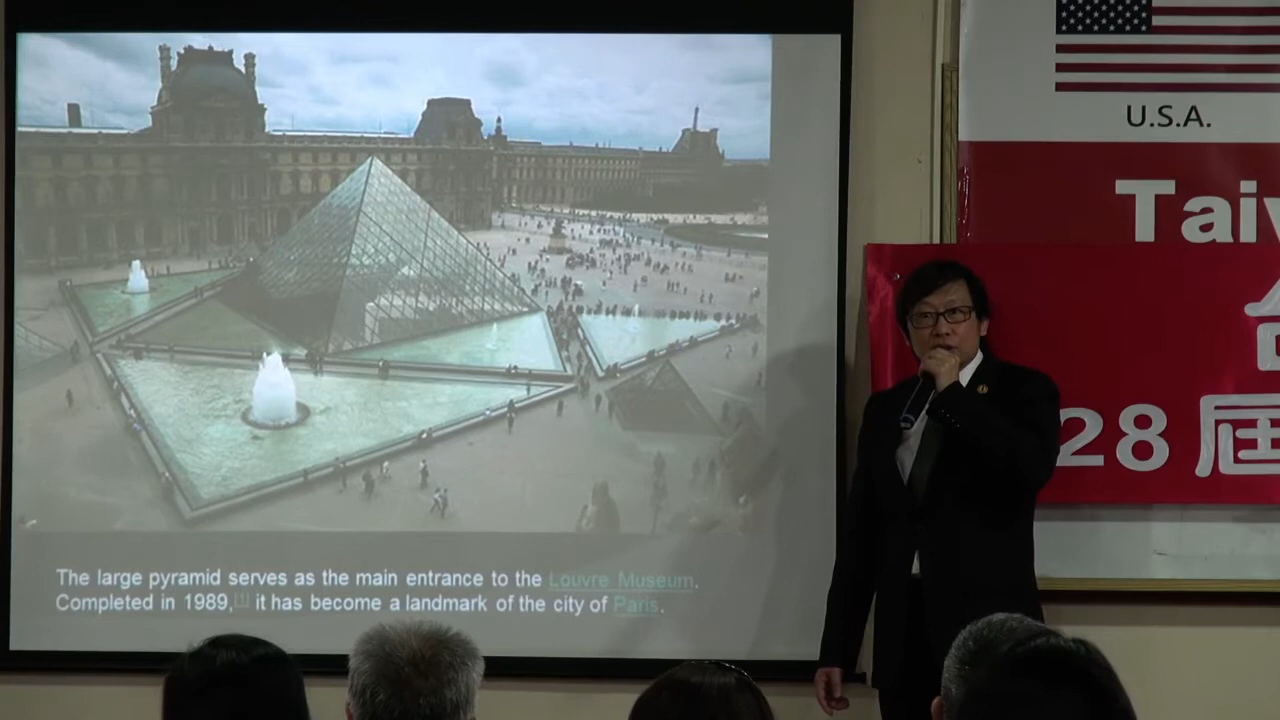 The large pyramid serves as the main entrance to the Louvre Museum.
Completed in 1989,[1] it has become a landmark of the city of Paris.
U.S.A.
28 屆